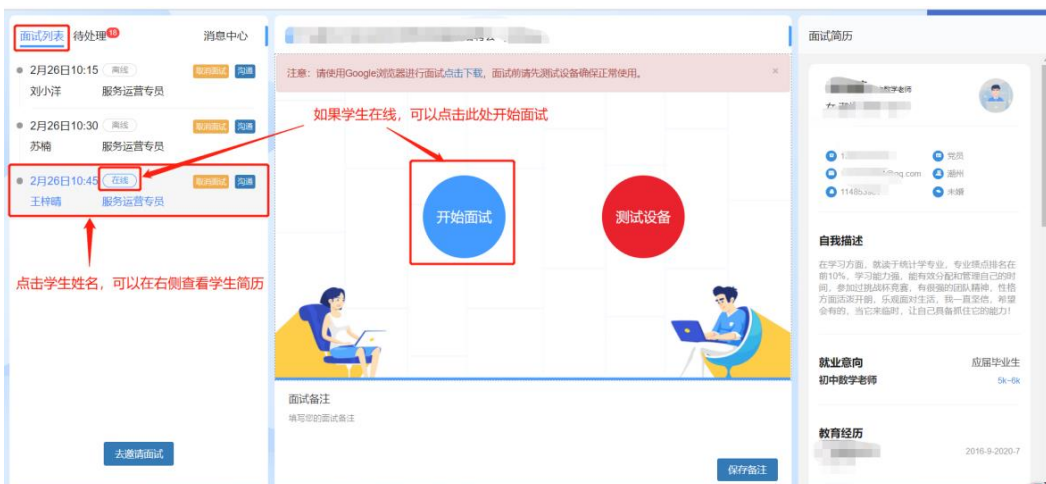 面试列表 待处理 18 消息中心
2月26日10:15 离线 取消面试 沟通
刘小洋 服务运营专员
2月26日10:30 离线 取消面试 沟通
苏楠 服务运营专员
2月26日10:45 在线 取消面试 沟通
王梓晴 服务运营专员
点击学生姓名，可以在右侧查看学生简历
去邀请面试
注意：请使用Google浏览器进行面试点击下载，面试前请先测试设备确保正常使用。 ×
如果学生在线，可以点击此处开始面试
开始面试
测试设备
面试备注
填写您的面试备注
保存备注
面试简历
数学老师
1 党员
@qq.com 湖州
未婚
自我描述
在学习方面，就读于统计学专业，专业绩点排名在
前10%，学习能力强，能有效分配和管理自己的时
间，参加过挑战杯竞赛，有很强的团队精神，性格
方面活泼开朗，乐观面对生活，我一直坚信，希望
会有的，当它来临时，让自己具备抓住它的能力！
就业意向 应届毕业生
初中数学老师 5k-6k
教育经历
2016-9-2020-7